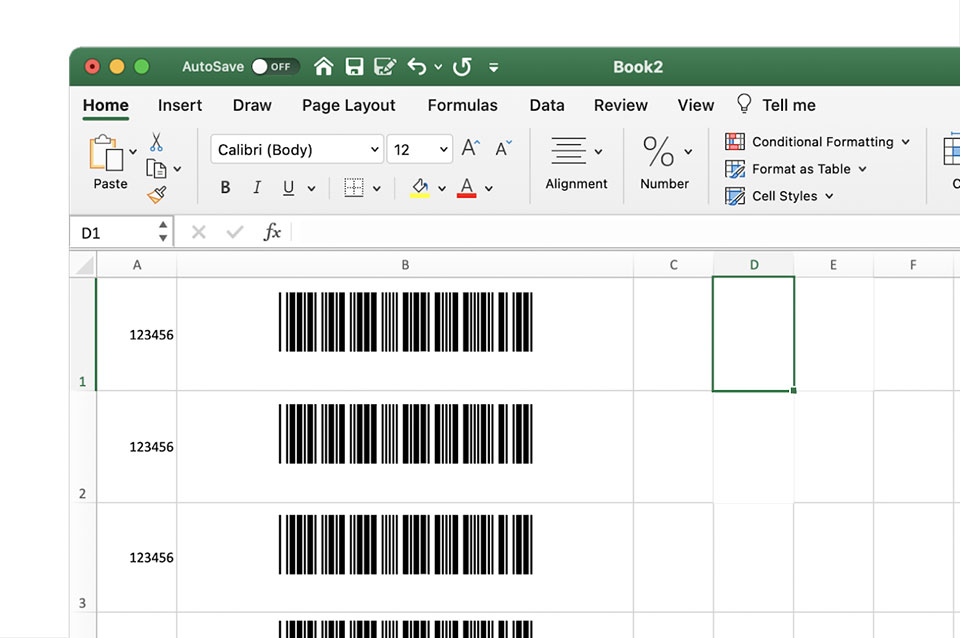 AutoSave OFF Book2
Home Insert Draw Page Layout Formulas Data Review View Tell me
Calibri (Body) 12 A A Conditional Formatting
Format as Table
Paste B I U A Alignment % Number Cell Styles C
D1 fx
A B C D E F
123456
1
123456
2
123456
3